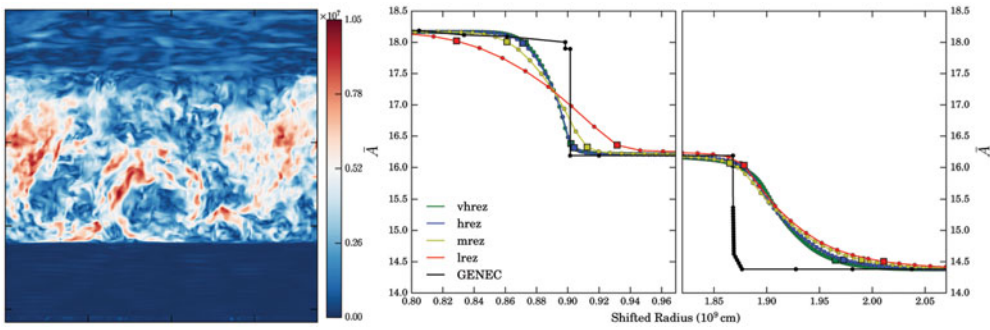 ×10⁷
1.05
0.78
0.52
0.26
0.00
Ā
18.5
18.0
17.5
17.0
16.5
16.0
15.5
15.0
14.5
14.0
vhrez
hrez
mrez
lrez
GENEC
0.80 0.82 0.84 0.86 0.88 0.90 0.92 0.94 0.96
1.85 1.90 1.95 2.00 2.05
18.5
18.0
17.5
17.0
16.5
16.0
15.5
15.0
14.5
14.0
Ā
Shifted Radius (10⁹ cm)